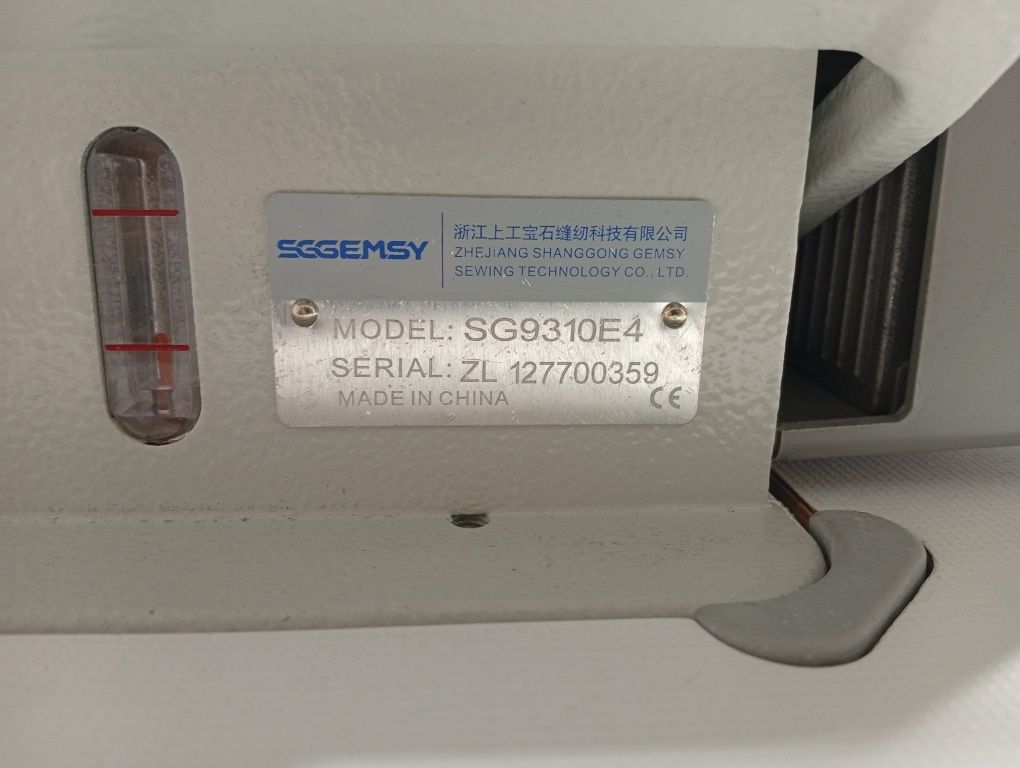 SGGEMSY
浙江上工宝石缝纫科技有限公司
ZHEJIANG SHANGGONG GEMSY
SEWING TECHNOLOGY CO., LTD.
MODEL: SG9310E4
SERIAL: ZL 127700359
MADE IN CHINA
CE